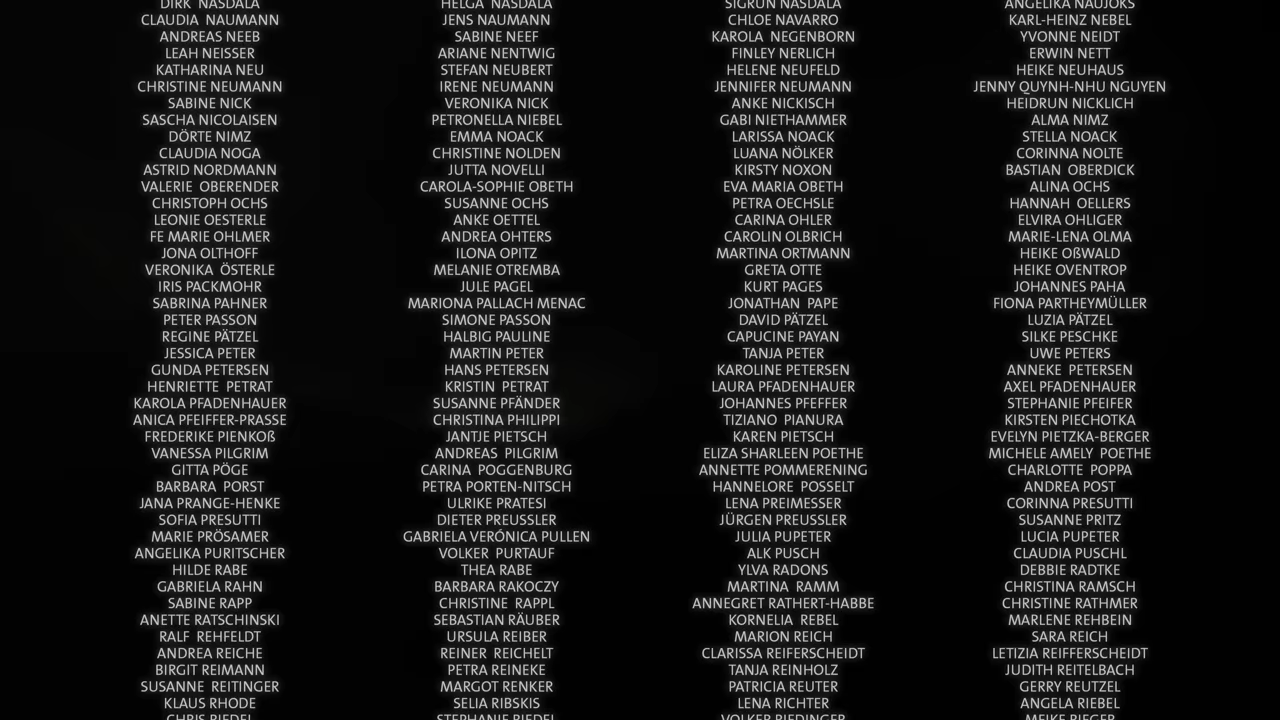 DIRK NASDALA HELGA NASDALA SIGRUN NASDALA ANGELIKA NAUJOKS
CLAUDIA NAUMANN JENS NAUMANN CHLOE NAVARRO KARL-HEINZ NEBEL
ANDREAS NEEB SABINE NEEF KAROLA NEGENBORN YVONNE NEIDT
LEAH NEISSER ARIANE NENTWIG FINLEY NERLICH ERWIN NETT
KATHARINA NEU STEFAN NEUBERT HELENE NEUFELD HEIKE NEUHAUS
CHRISTINE NEUMANN IRENE NEUMANN JENNIFER NEUMANN JENNY QUYNH-NHU NGUYEN
SABINE NICK VERONIKA NICK ANKE NICKISCH HEIDRUN NICKLICH
SASCHA NICOLAISEN PETRONELLA NIEBEL GABI NIETHAMMER ALMA NIMZ
DÖRTE NIMZ EMMA NOACK LARISSA NOACK STELLA NOACK
CLAUDIA NOGA CHRISTINE NOLDEN LUANA NÖLKER CORINNA NOLTE
ASTRID NORDMANN JUTTA NOVELLI KIRSTY NOXON BASTIAN OBERDICK
VALERIE OBERENDER CAROLA-SOPHIE OBETH EVA MARIA OBETH ALINA OCHS
CHRISTOPH OCHS SUSANNE OCHS PETRA OECHSLE HANNAH OELLERS
LEONIE OESTERLE ANKE OETTEL CARINA OHLER ELVIRA OHLIGER
FE MARIE OHLMER ANDREA OHTERS CAROLIN OLBRICH MARIE-LENA OLMA
JONA OLTHOFF ILONA OPITZ MARTINA ORTMANN HEIKE OßWALD
VERONIKA ÖSTERLE MELANIE OTREMBA GRETA OTTE HEIKE OVENTROP
IRIS PACKMOHR JULE PAGEL KURT PAGES JOHANNES PAHA
SABRINA PAHNER MARIONA PALLACH MENAC JONATHAN PAPE FIONA PARTHEYMÜLLER
PETER PASSON SIMONE PASSON DAVID PÄTZEL LUZIA PÄTZEL
REGINE PÄTZEL HALBIG PAULINE CAPUCINE PAYAN SILKE PESCHKE
JESSICA PETER MARTIN PETER TANJA PETER UWE PETERS
GUNDA PETERSEN HANS PETERSEN KAROLINE PETERSEN ANNEKE PETERSEN
HENRIETTE PETRAT KRISTIN PETRAT LAURA PFADENHAUER AXEL PFADENHAUER
KAROLA PFADENHAUER SUSANNE PFÄNDER JOHANNES PFEFFER STEPHANIE PFEIFER
ANICA PFEIFFER-PRASSE CHRISTINA PHILIPPI TIZIANO PIANURA KIRSTEN PIECHOTKA
FREDERIKE PIENKOß JANTJE PIETSCH KAREN PIETSCH EVELYN PIETZKA-BERGER
VANESSA PILGRIM ANDREAS PILGRIM ELIZA SHARLEEN POETHE MICHELE AMELY POETHE
GITTA PÖGE CARINA POGGENBURG ANNETTE POMMERENING CHARLOTTE POPPA
BARBARA PORST PETRA PORTEN-NITSCH HANNELORE POSSELT ANDREA POST
JANA PRANGE-HENKE ULRIKE PRATESI LENA PREIMESSER CORINNA PRESUTTI
SOFIA PRESUTTI DIETER PREUSSLER JÜRGEN PREUSSLER SUSANNE PRITZ
MARIE PRÖSAMER GABRIELA VERÓNICA PULLEN JULIA PUPETER LUCIA PUPETER
ANGELIKA PURITSCHER VOLKER PURTAUF ALK PUSCH CLAUDIA PUSCHL
HILDE RABE THEA RABE YLVA RADONS DEBBIE RADTKE
GABRIELA RAHN BARBARA RAKOCZY MARTINA RAMM CHRISTINA RAMSCH
SABINE RAPP CHRISTINE RAPPL ANNEGRET RATHERT-HABBE CHRISTINE RATHMER
ANETTE RATSCHINSKI SEBASTIAN RÄUBER KORNELIA REBEL MARLENE REHBEIN
RALF REHFELDT URSULA REIBER MARION REICH SARA REICH
ANDREA REICHE REINER REICHELT CLARISSA REIFERSCHEIDT LETIZIA REIFFERSCHEIDT
BIRGIT REIMANN PETRA REINEKE TANJA REINHOLZ JUDITH REITELBACH
SUSANNE REITINGER MARGOT RENKER PATRICIA REUTER GERRY REUTZEL
KLAUS RHODE SELIA RIBSKIS LENA RICHTER ANGELA RIEBEL
CHRIS RIEDEL STEPHANIE RIEDEL VOLKER RIEDINGER MEIKE RIEGER